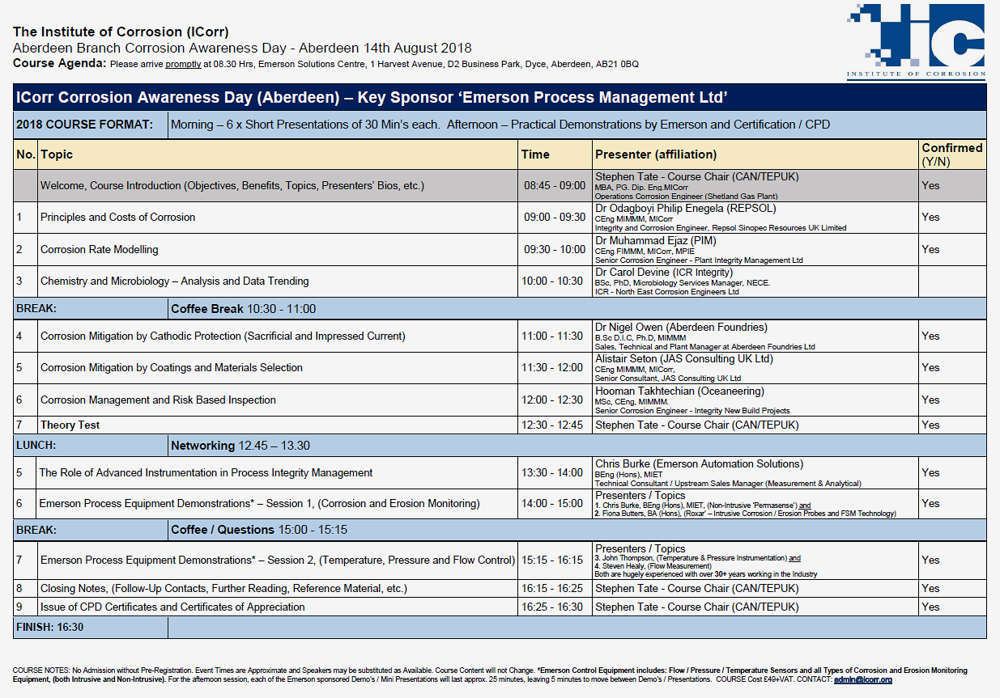 The Institute of Corrosion (ICorr)
Aberdeen Branch Corrosion Awareness Day - Aberdeen 14th August 2018
Course Agenda: Please arrive promptly at 08.30 Hrs, Emerson Solutions Centre, 1 Harvest Avenue, D2 Business Park, Dyce, Aberdeen, AB21 0BQ
iC
INSTITUTE OF CORROSION
ICorr Corrosion Awareness Day (Aberdeen) – Key Sponsor ‘Emerson Process Management Ltd’
2018 COURSE FORMAT: Morning – 6 x Short Presentations of 30 Min’s each. Afternoon – Practical Demonstrations by Emerson and Certification / CPD
No. Topic Time Presenter (affiliation) Confirmed
(Y/N)
Welcome, Course Introduction (Objectives, Benefits, Topics, Presenters’ Bios, etc.) 08:45 - 09:00 Stephen Tate - Course Chair (CAN/TEPUK) Yes
MBA, PG. Dip. Eng.MICorr
Operations Corrosion Engineer (Shetland Gas Plant)
1 Principles and Costs of Corrosion 09:00 - 09:30 Dr Odagboyi Philip Enegela (REPSOL) Yes
CEng MIMMM, MICorr
Integrity and Corrosion Engineer, Repsol Sinopec Resources UK Limited
2 Corrosion Rate Modelling 09:30 - 10:00 Dr Muhammad Ejaz (PIM) Yes
CEng FIMMM, MICorr, MPIE
Senior Corrosion Engineer - Plant Integrity Management Ltd
3 Chemistry and Microbiology – Analysis and Data Trending 10:00 - 10:30 Dr Carol Devine (ICR Integrity)
BSc, PhD, Microbiology Services Manager, NECE.
ICR - North East Corrosion Engineers Ltd
BREAK: Coffee Break 10:30 - 11:00
4 Corrosion Mitigation by Cathodic Protection (Sacrificial and Impressed Current) 11:00 - 11:30 Dr Nigel Owen (Aberdeen Foundries) Yes
B.Sc D.I.C, Ph.D, MIMMM
Sales, Technical and Plant Manager at Aberdeen Foundries Ltd
5 Corrosion Mitigation by Coatings and Materials Selection 11:30 - 12:00 Alistair Seton (JAS Consulting UK Ltd) Yes
CEng MIMMM, MICorr,
Senior Consultant, JAS Consulting UK Ltd
6 Corrosion Management and Risk Based Inspection 12:00 - 12:30 Hooman Takhtechian (Oceaneering) Yes
MSc, CEng, MIMMM.
Senior Corrosion Engineer - Integrity New Build Projects
7 Theory Test 12:30 - 12:45 Stephen Tate - Course Chair (CAN/TEPUK) Yes
LUNCH: Networking 12.45 – 13.30
5 The Role of Advanced Instrumentation in Process Integrity Management 13:30 - 14:00 Chris Burke (Emerson Automation Solutions) Yes
BEng (Hons), MIET
Technical Consultant / Upstream Sales Manager (Measurement & Analytical)
6 Emerson Process Equipment Demonstrations* – Session 1, (Corrosion and Erosion Monitoring) 14:00 - 15:00 Presenters / Topics Yes
1. Chris Burke, BEng (Hons), MIET, (Non-Intrusive ‘Permasense’) and
2. Fiona Butters, BA (Hons), (Roxar’ – Intrusive Corrosion / Erosion Probes and FSM Technology)
BREAK: Coffee / Questions 15:00 - 15:15
7 Emerson Process Equipment Demonstrations* – Session 2, (Temperature, Pressure and Flow Control) 15:15 - 16:15 Presenters / Topics Yes
3. John Thompson, (Temperature & Pressure Instrumentation) and
4. Steven Healy, (Flow Measurement)
Both are hugely experienced with over 30+ years working in the Industry
8 Closing Notes, (Follow-Up Contacts, Further Reading, Reference Material, etc.) 16:15 - 16:25 Stephen Tate - Course Chair (CAN/TEPUK) Yes
9 Issue of CPD Certificates and Certificates of Appreciation 16:25 - 16:30 Stephen Tate - Course Chair (CAN/TEPUK) Yes
FINISH: 16:30
COURSE NOTES: No Admission without Pre-Registration. Event Times are Approximate and Speakers may be substituted as Available. Course Content will not Change. *Emerson Control Equipment includes: Flow / Pressure / Temperature Sensors and all Types of Corrosion and Erosion Monitoring
Equipment, (both Intrusive and Non-Intrusive). For the afternoon session, each of the Emerson sponsored Demo’s / Mini Presentations will last approx. 25 minutes, leaving 5 minutes to move between Demo’s / Presentations. COURSE Cost £49+VAT. CONTACT: admin@icorr.org